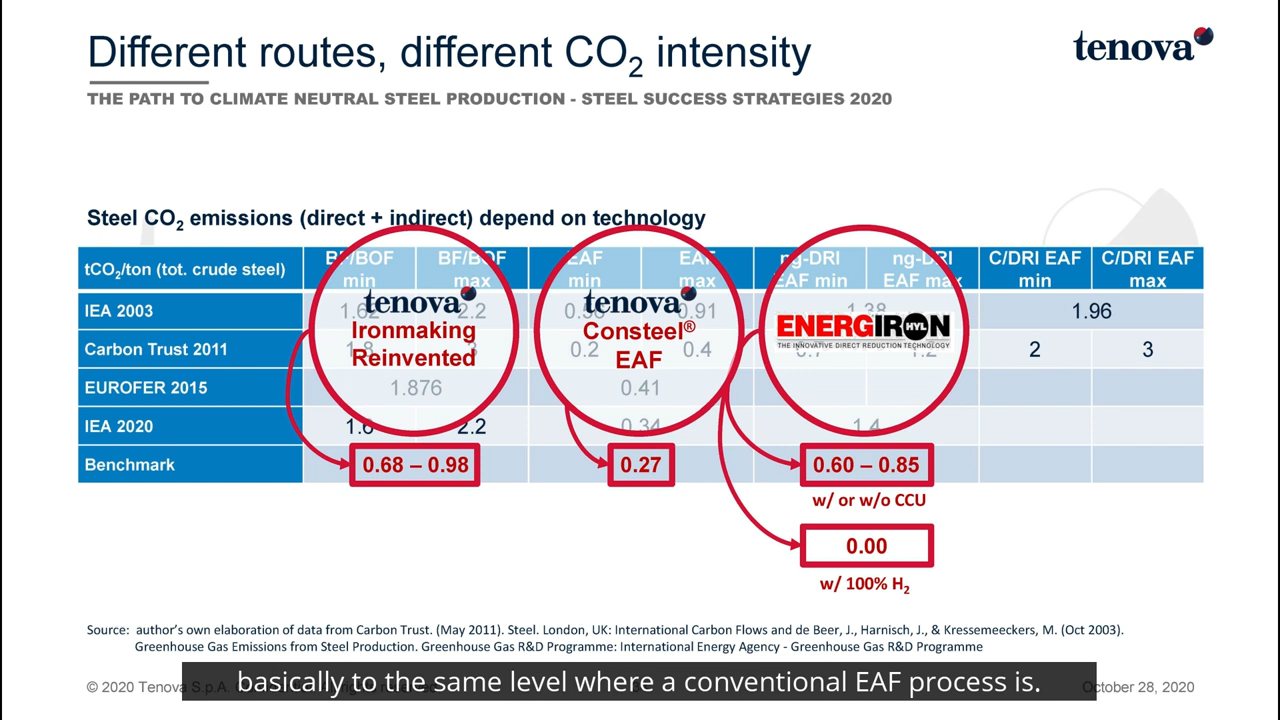 Different routes, different CO2 intensity
tenova
THE PATH TO CLIMATE NEUTRAL STEEL PRODUCTION - STEEL SUCCESS STRATEGIES 2020
Steel CO2 emissions (direct + indirect) depend on technology
tCO2/ton (tot. crude steel) BF/BOF min BF/BOF max EAF min EAF max ng-DRI EAF min ng-DRI EAF max C/DRI EAF min C/DRI EAF max
IEA 2003 2.2 0.91 1.38 1.96
Carbon Trust 2011 3 0.2 0.4 2 3
EUROFER 2015 1.876 0.41
IEA 2020 2.2 0.34 1.4
Benchmark 0.68 – 0.98 0.27 0.60 – 0.85
tenova
Ironmaking
Reinvented
tenova
Consteel®
EAF
ENERGIRON HYL
THE INNOVATIVE DIRECT REDUCTION TECHNOLOGY
w/ or w/o CCU
0.00
w/ 100% H2
Source: author's own elaboration of data from Carbon Trust. (May 2011). Steel. London, UK: International Carbon Flows and de Beer, J., Harnisch, J., & Kressemeeckers, M. (Oct 2003).
Greenhouse Gas Emissions from Steel Production. Greenhouse Gas R&D Programme: International Energy Agency - Greenhouse Gas R&D Programme
basically to the same level where a conventional EAF process is.
© 2020 Tenova October 28, 2020